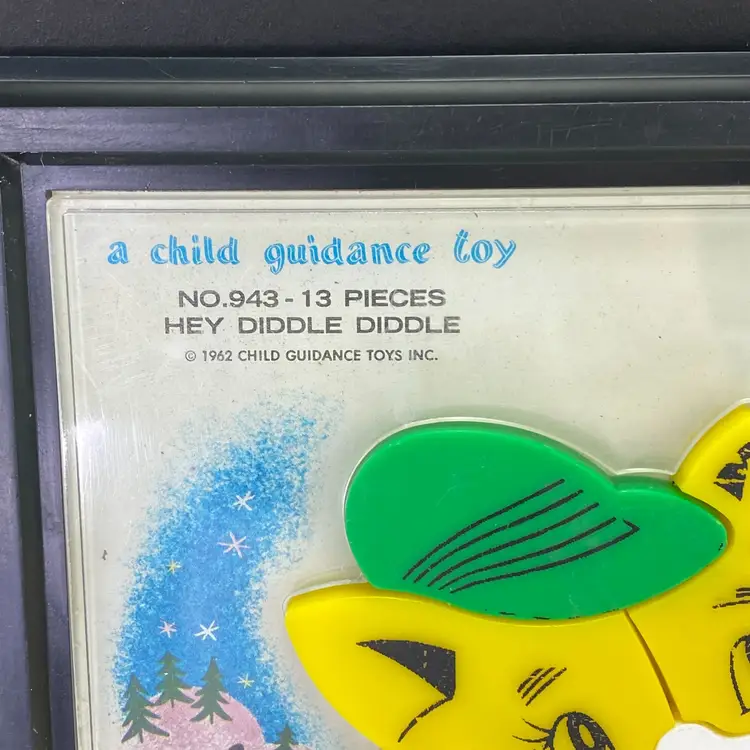 a child guidance toy
NO.943 - 13 PIECES
HEY DIDDLE DIDDLE
© 1962 CHILD GUIDANCE TOYS INC.